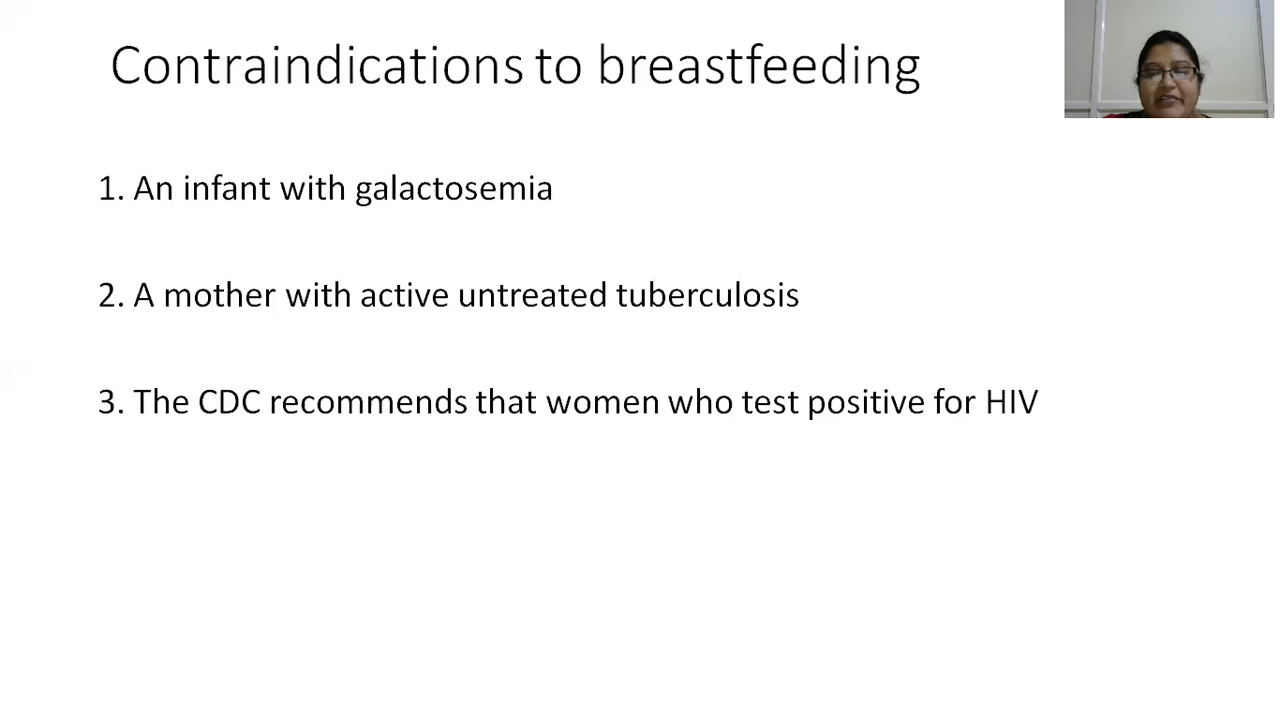 Contraindications to breastfeeding
1. An infant with galactosemia
2. A mother with active untreated tuberculosis
3. The CDC recommends that women who test positive for HIV